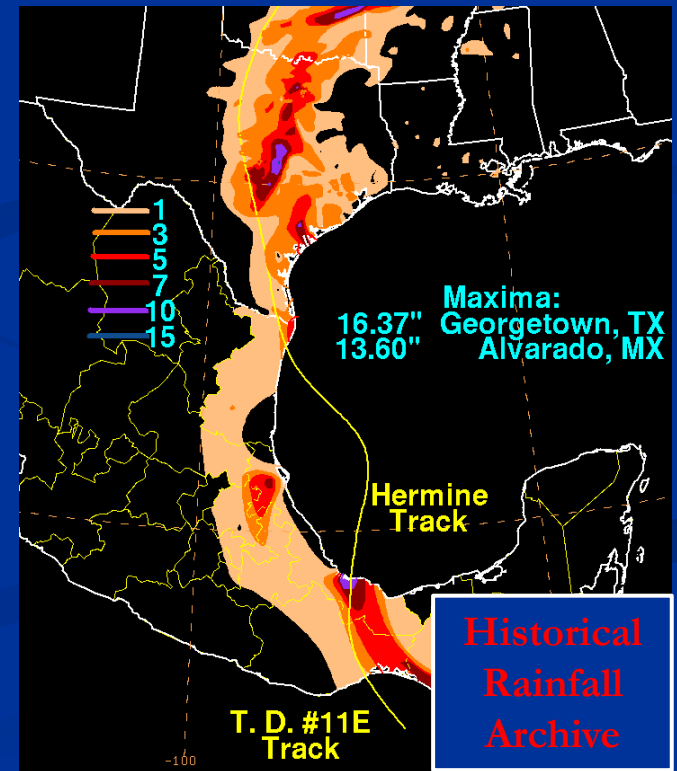 1
3
5
7
10
15
Maxima:
16.37" Georgetown, TX
13.60" Alvarado, MX
Hermine
Track
Historical
Rainfall
Archive
T. D. #11E
Track
-100